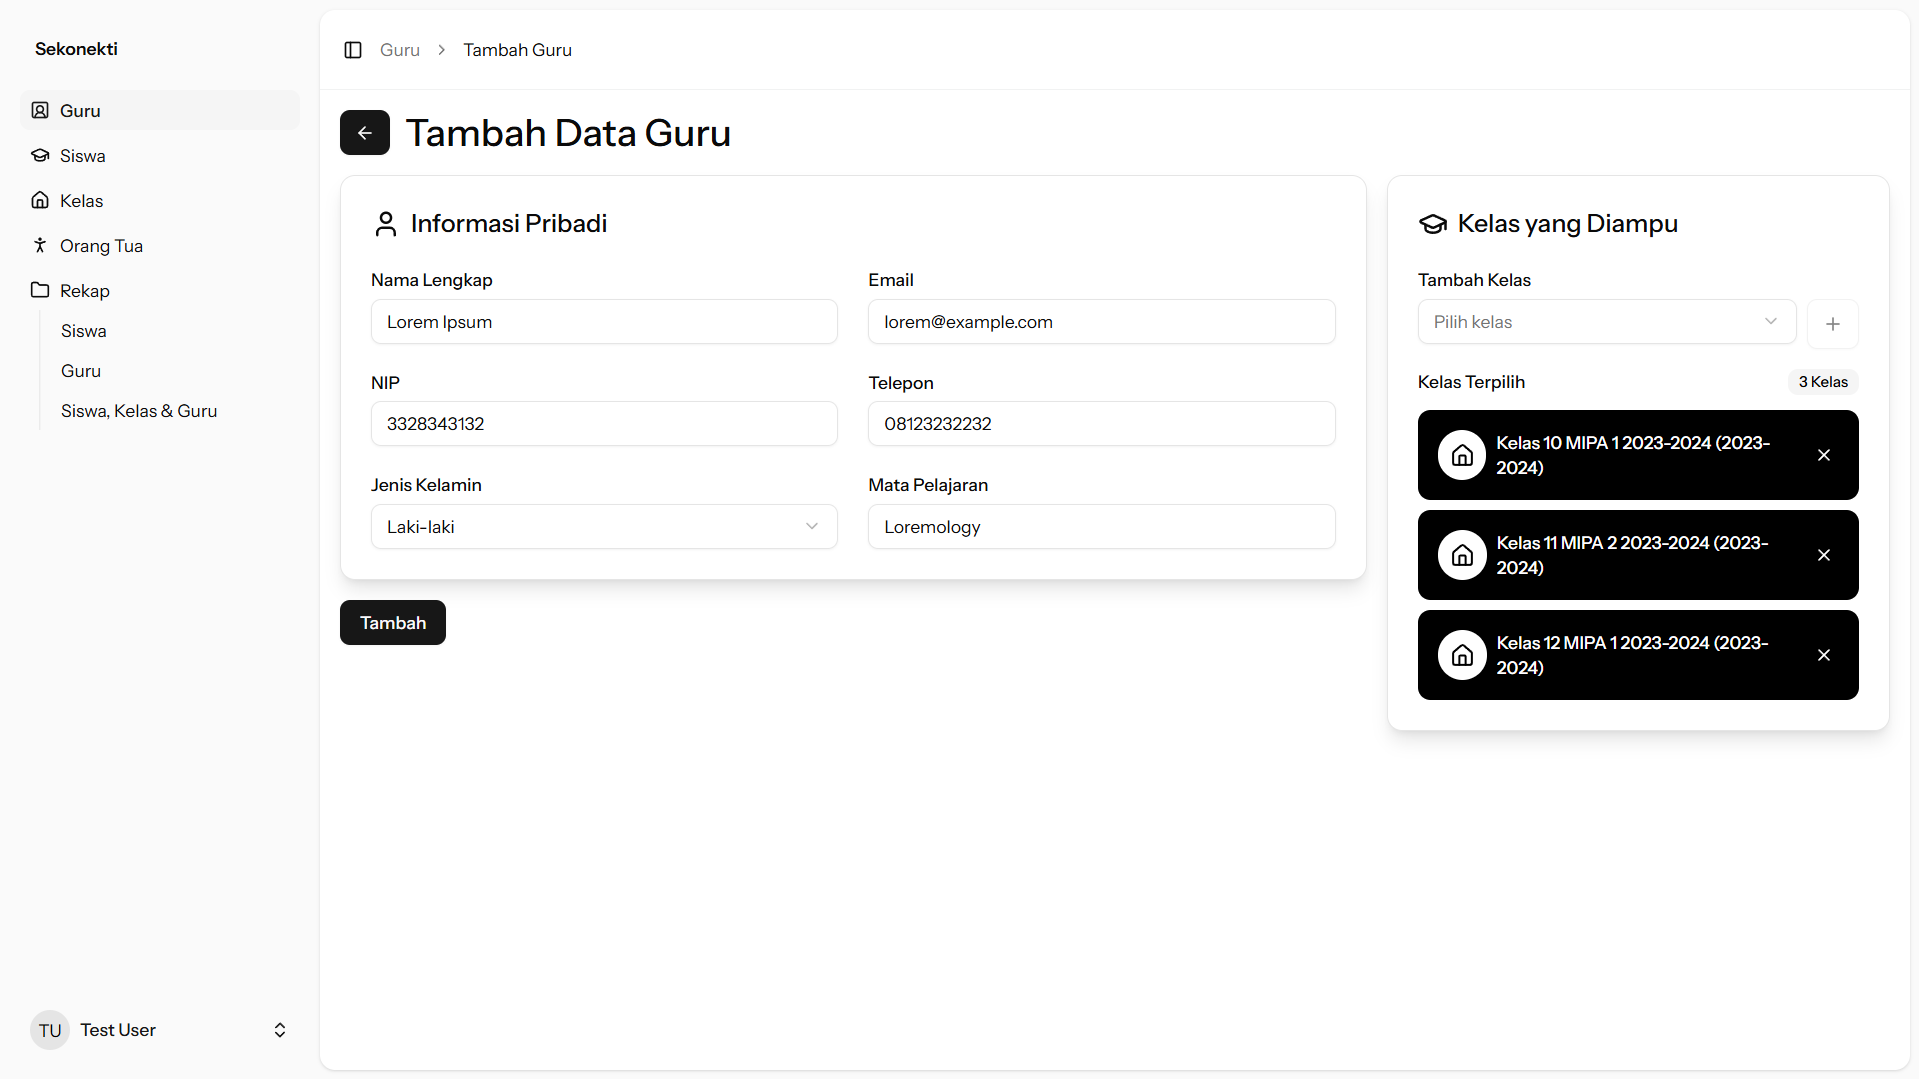 Sekonekti
Guru
Siswa
Kelas
Orang Tua
Rekap
Siswa
Guru
Siswa, Kelas & Guru
TU Test User
Guru > Tambah Guru
Tambah Data Guru
Informasi Pribadi
Nama Lengkap
Lorem Ipsum
Email
lorem@example.com
NIP
3328343132
Telepon
08123232232
Jenis Kelamin
Laki-laki
Mata Pelajaran
Loremology
Tambah
Kelas yang Diampu
Tambah Kelas
Pilih kelas
Kelas Terpilih 3 Kelas
Kelas 10 MIPA 1 2023-2024 (2023-
2024)
Kelas 11 MIPA 2 2023-2024 (2023-
2024)
Kelas 12 MIPA 1 2023-2024 (2023-
2024)